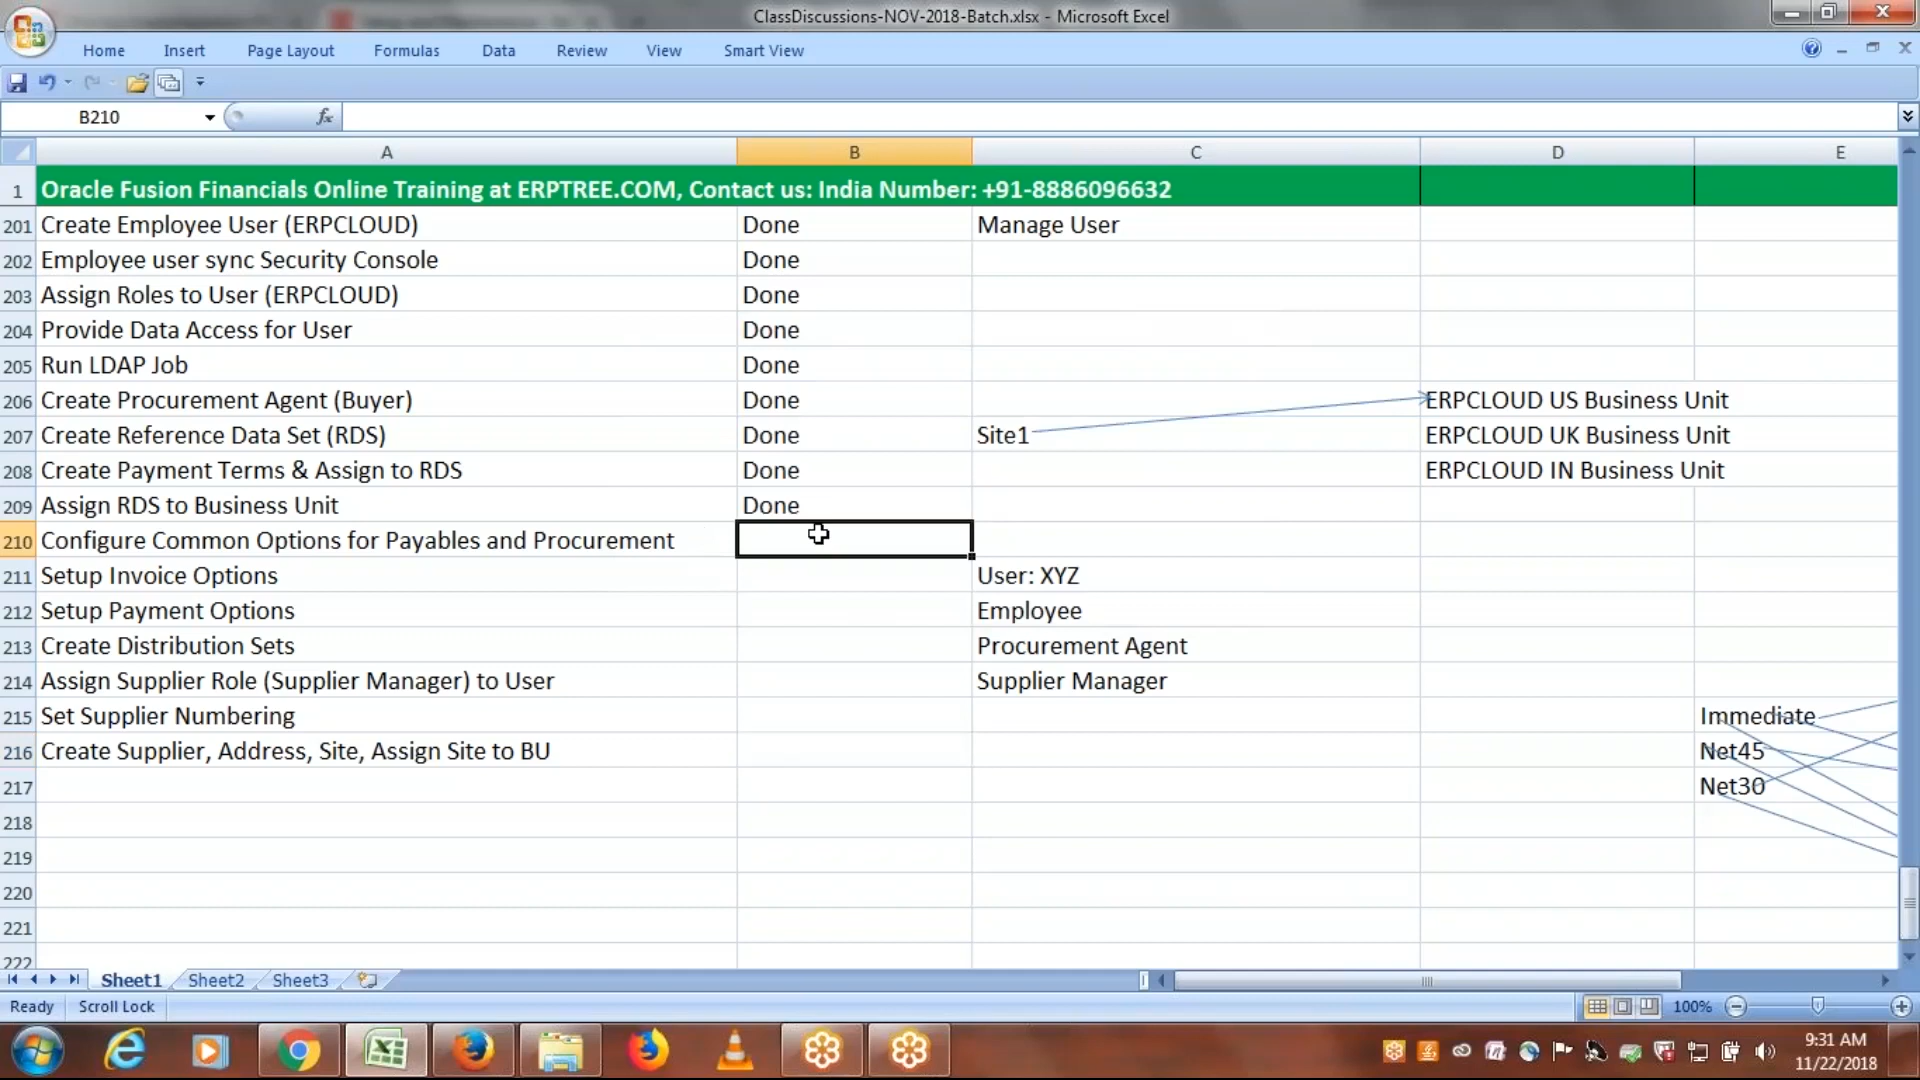 ClassDiscussions-NOV-2018-Batch.xlsx - Microsoft Excel
Home Insert Page Layout Formulas Data Review View Smart View
B210 fx
A B C D E
1 Oracle Fusion Financials Online Training at ERPTREE.COM, Contact us: India Number: +91-8886096632
201 Create Employee User (ERPCLOUD) Done Manage User
202 Employee user sync Security Console Done
203 Assign Roles to User (ERPCLOUD) Done
204 Provide Data Access for User Done
205 Run LDAP Job Done
206 Create Procurement Agent (Buyer) Done ERPCLOUD US Business Unit
207 Create Reference Data Set (RDS) Done Site1 ERPCLOUD UK Business Unit
208 Create Payment Terms & Assign to RDS Done ERPCLOUD IN Business Unit
209 Assign RDS to Business Unit Done
210 Configure Common Options for Payables and Procurement
211 Setup Invoice Options User: XYZ
212 Setup Payment Options Employee
213 Create Distribution Sets Procurement Agent
214 Assign Supplier Role (Supplier Manager) to User Supplier Manager
215 Set Supplier Numbering Immediate
216 Create Supplier, Address, Site, Assign Site to BU Net45
217 Net30
218
219
220
221
222
Sheet1 Sheet2 Sheet3
Ready Scroll Lock 100%
9:31 AM
11/22/2018